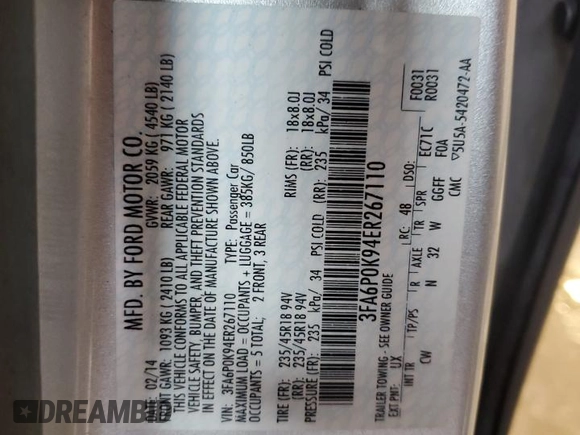 MFD. BY FORD MOTOR CO.
DATE: 02/14 GVWR: 2059 KG ( 4540 LB)
FRONT GAWR: 1093 KG ( 2410 LB) REAR GAWR: 971 KG ( 2140 LB)
THIS VEHICLE CONFORMS TO ALL APPLICABLE FEDERAL MOTOR
VEHICLE SAFETY, BUMPER, AND THEFT PREVENTION STANDARDS
IN EFFECT ON THE DATE OF MANUFACTURE SHOWN ABOVE.
VIN: 3FA6P0K94ER267110 TYPE: Passenger Car
MAXIMUM LOAD = OCCUPANTS + LUGGAGE = 385KG/ 850LB
OCCUPANTS = 5 TOTAL; 2 FRONT, 3 REAR
TIRE (FR): 235/45R18 94V RIMS (FR): 18x8.0J
(RR): 235/45R18 94V (RR): 18x8.0J
PRESSURE (FR): 235 kPa/ 34 PSI COLD (RR): 235 kPa/ 34 PSI COLD
3FA6P0K94ER267110
TRAILER TOWING - SEE OWNER GUIDE
EXT PNT: UX RC: 48 DSO: F0031
R0031
INT TR TP/PS R AXLE TR SPR EC71C
CW N 32 W GGFF F0A
CMC ▽5U5A-5420472-AA
DREAMBID